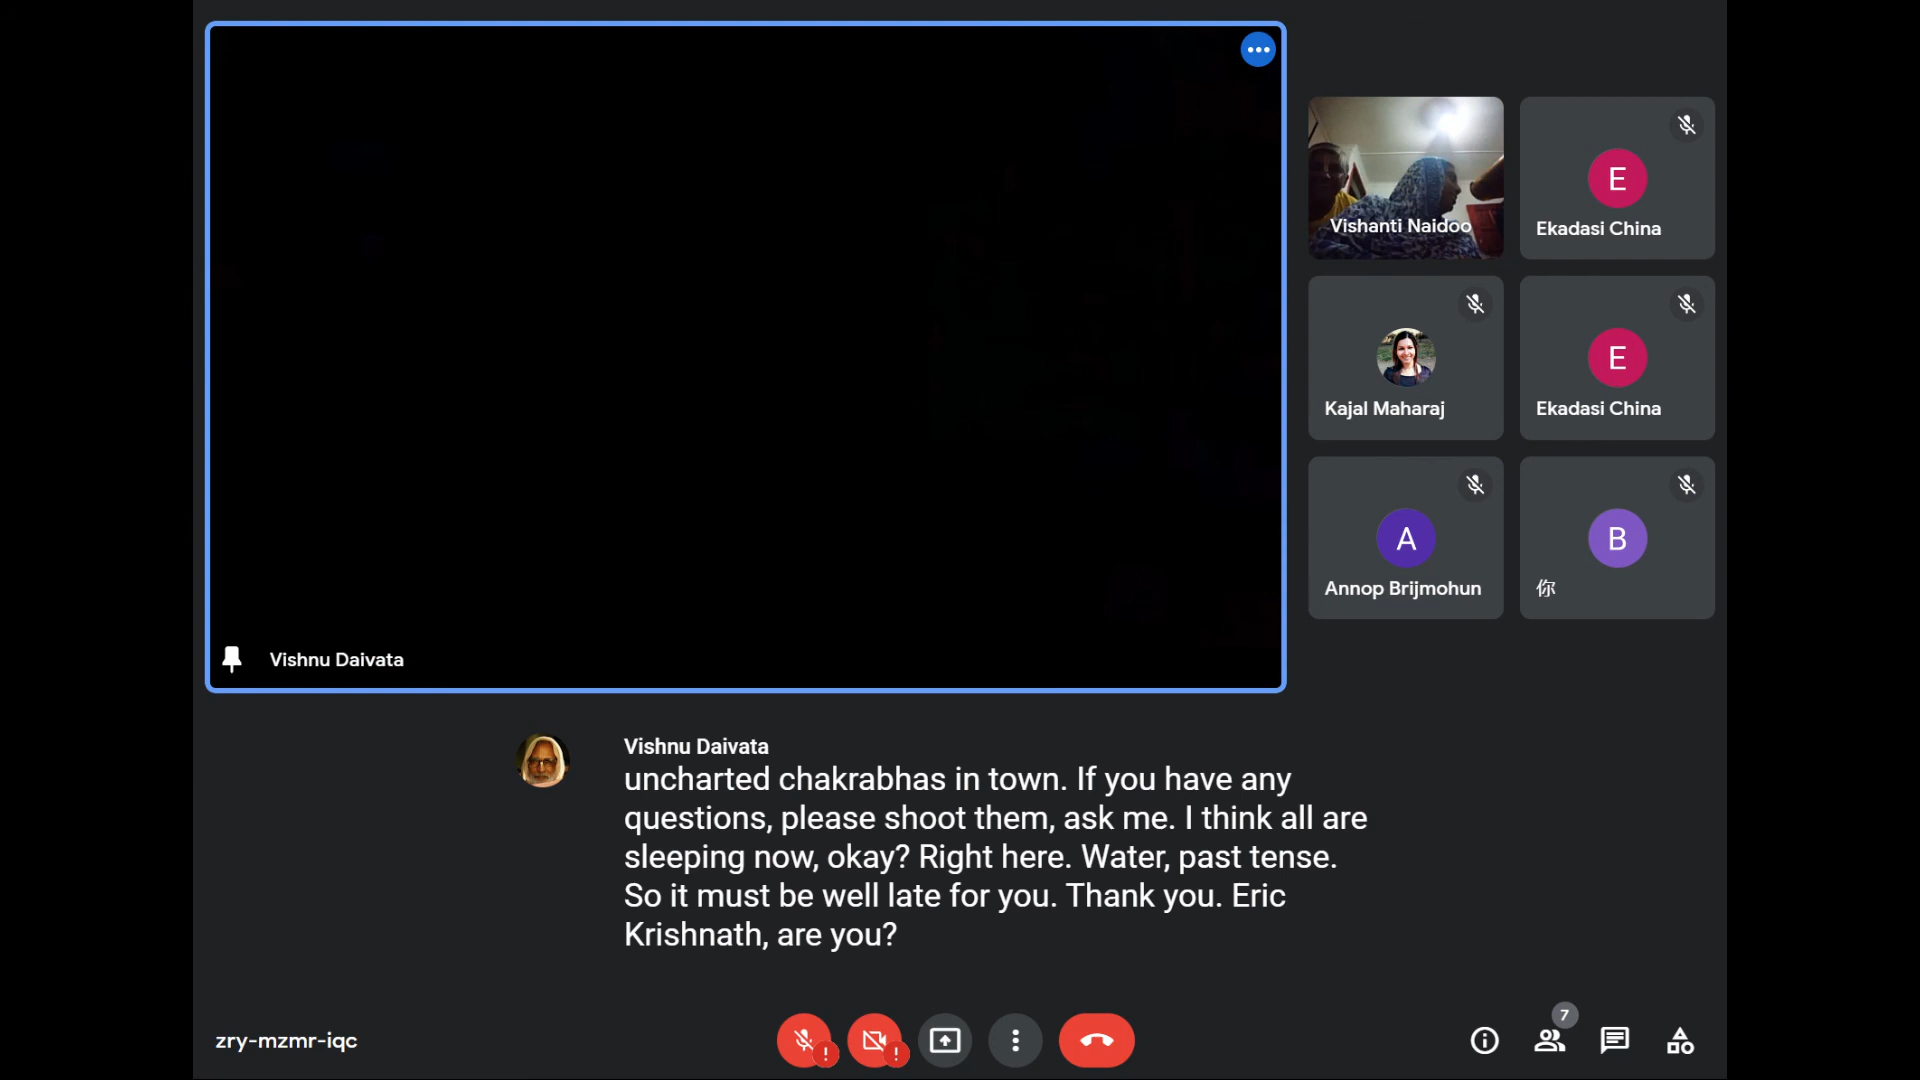 Vishnu Daivata
Vishanti Naidoo
E
Ekadasi China
Kajal Maharaj
E
Ekadasi China
A
Annop Brijmohun
B
你
Vishnu Daivata
uncharted chakrabhas in town. If you have any
questions, please shoot them, ask me. I think all are
sleeping now, okay? Right here. Water, past tense.
So it must be well late for you. Thank you. Eric
Krishnath, are you?
zry-mzmr-iqc
7